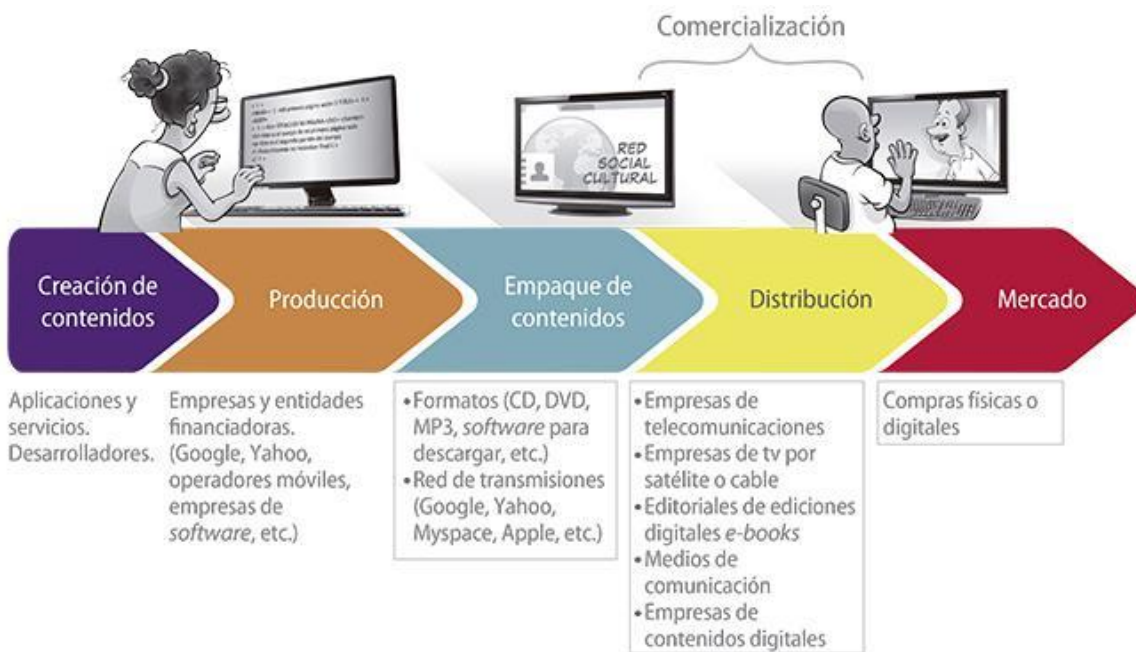 Comercialización
RED
SOCIAL
CULTURAL
Creación de
contenidos
Producción
Empaque de
contenidos
Distribución
Mercado
Aplicaciones y
servicios.
Desarrolladores.
Empresas y entidades
financiadoras.
(Google, Yahoo,
operadores móviles,
empresas de
software, etc.)
•Formatos (CD, DVD,
MP3, software para
descargar, etc.)
•Red de transmisiones
(Google, Yahoo,
Myspace, Apple, etc.)
•Empresas de
telecomunicaciones
•Empresas de tv por
satélite o cable
•Editoriales de ediciones
digitales e-books
•Medios de
comunicación
•Empresas de
contenidos digitales
Compras físicas o
digitales